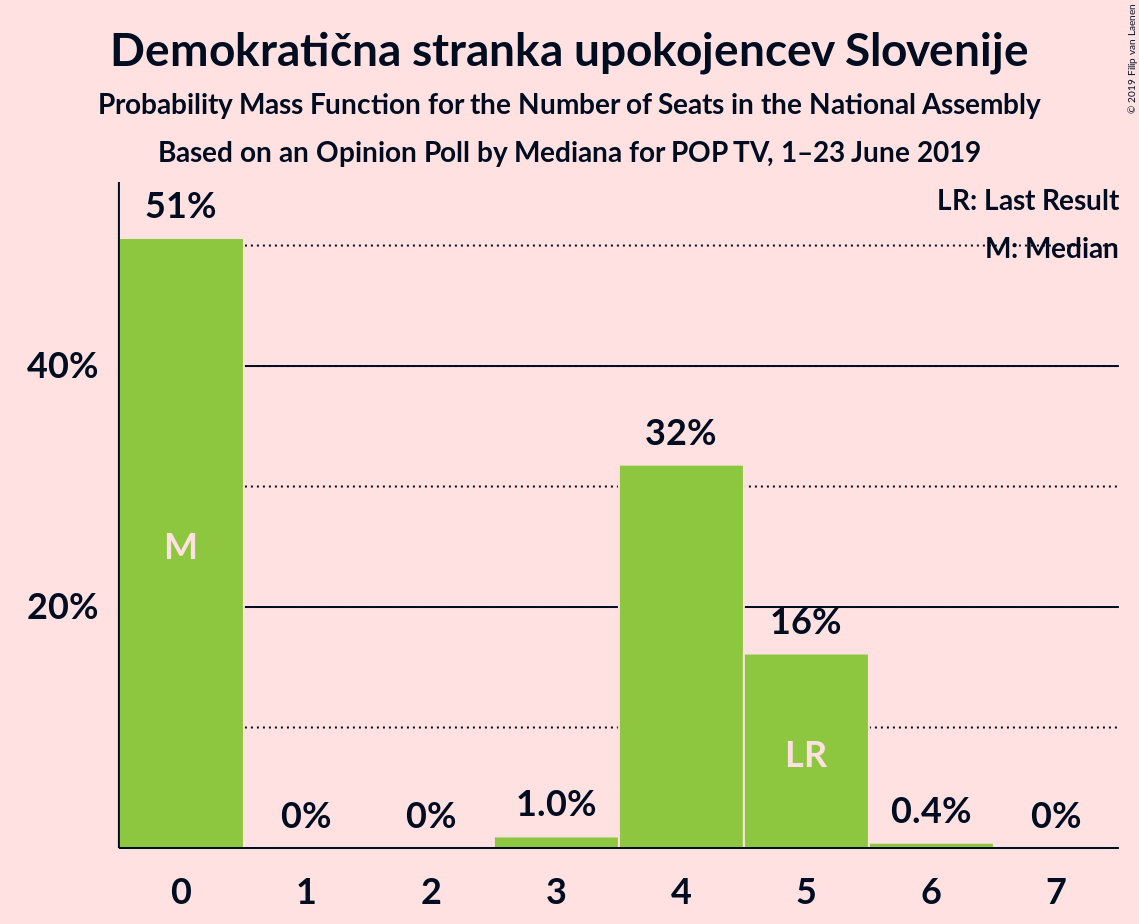 Demokratična stranka upokojencev Slovenije
Probability Mass Function for the Number of Seats in the National Assembly
Based on an Opinion Poll by Mediana for POP TV, 1–23 June 2019
© 2019 Filip van Laenen
LR: Last Result
M: Median
51%
40%
32%
M
20%
16%
LR
0%
0%
1.0%
0.4%
0%
0 1 2 3 4 5 6 7